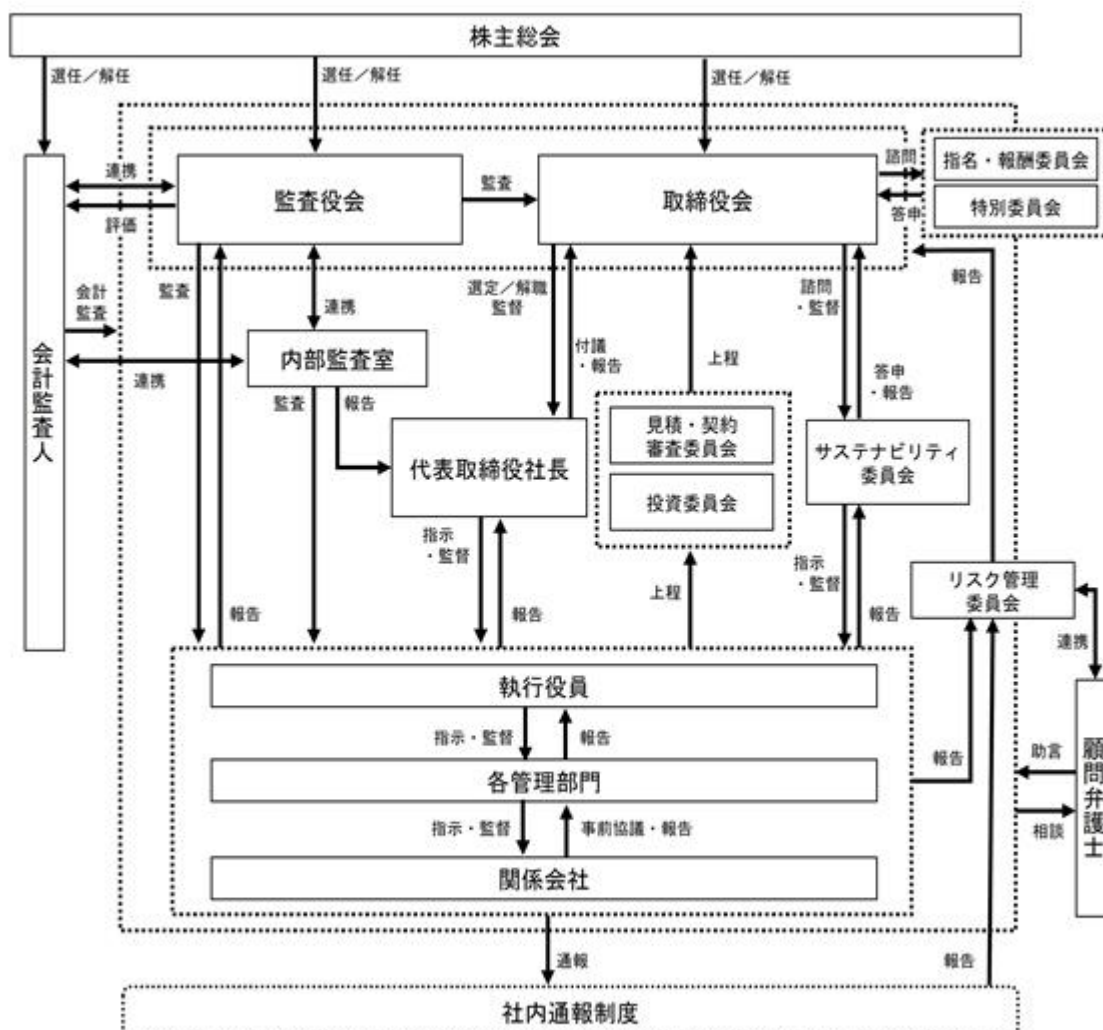 株主総会
選任／解任
選任／解任
選任／解任
監査役会
監査
取締役会
諮問
答申
指名・報酬委員会
特別委員会
連携
評価
会計
監査
会計監査人
連携
監査
連携
内部監査室
監査
報告
選定／解職
監督
付議
・報告
上程
諮問
・監督
答申
・報告
報告
代表取締役社長
見積・契約
審査委員会
投資委員会
サステナビリティ
委員会
指示
・監督
報告
報告
上程
指示
・監督
報告
リスク管理
委員会
連携
顧問弁護士
助言
相談
執行役員
指示・監督
報告
各管理部門
指示・監督
事前協議・報告
関係会社
報告
通報
報告
社内通報制度